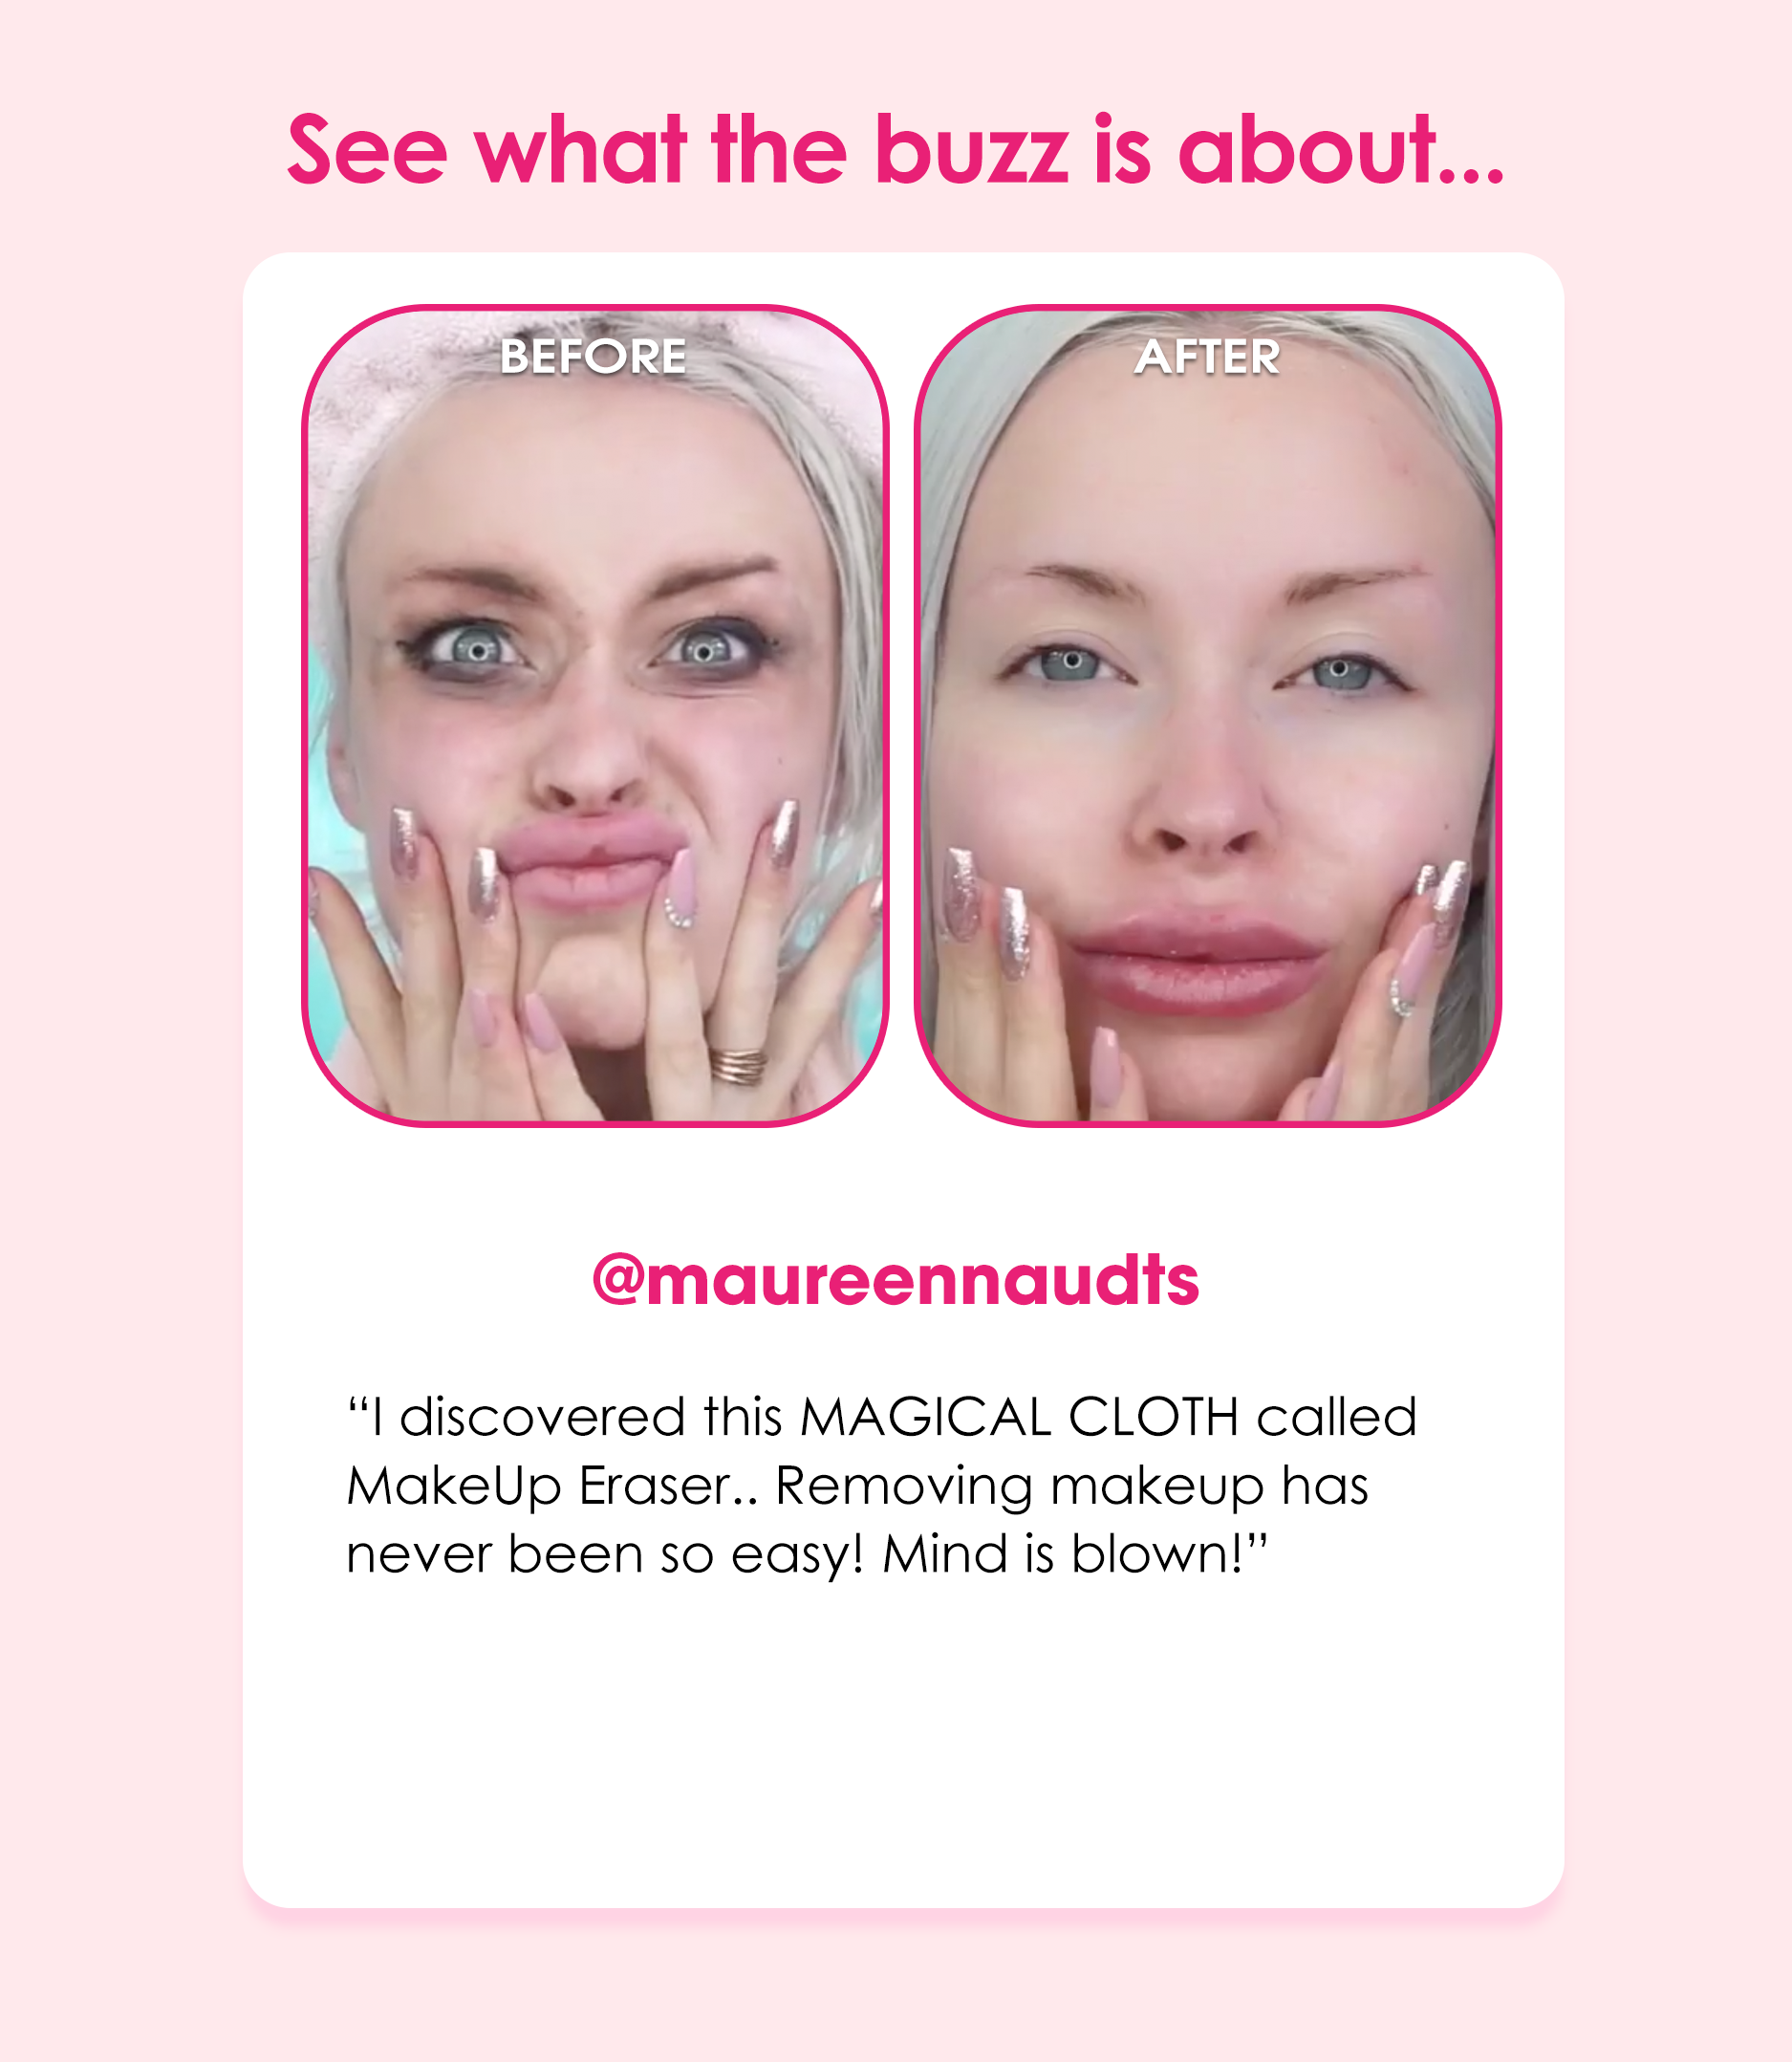 See what the buzz is about...
BEFORE
AFTER
@maureennaudts
“I discovered this MAGICAL CLOTH called
MakeUp Eraser.. Removing makeup has
never been so easy! Mind is blown!”